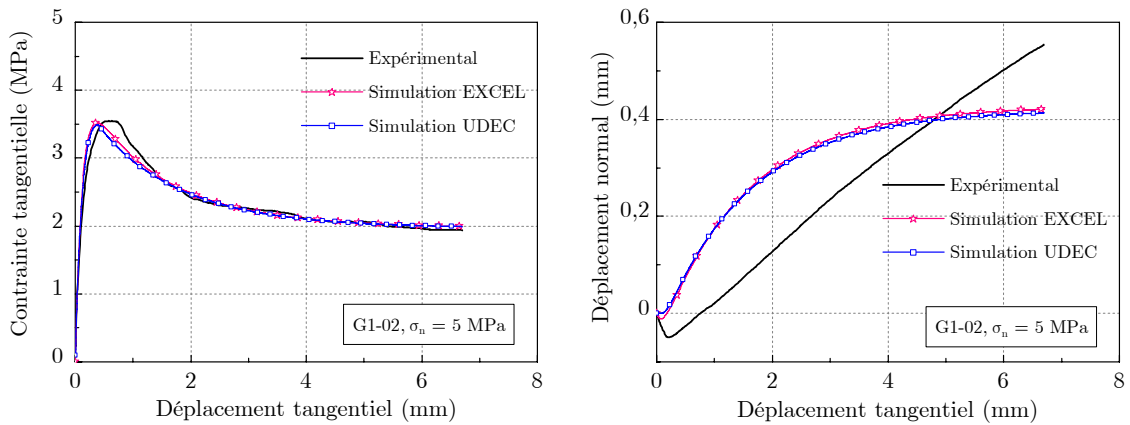 5
4
3
2
1
0
Contrainte tangentielle (MPa)
Expérimental
Simulation EXCEL
Simulation UDEC
G1-02, σn = 5 MPa
0 2 4 6 8
Déplacement tangentiel (mm)
0,6
0,4
0,2
0
Déplacement normal (mm)
Expérimental
Simulation EXCEL
Simulation UDEC
G1-02, σn = 5 MPa
0 2 4 6 8
Déplacement tangentiel (mm)